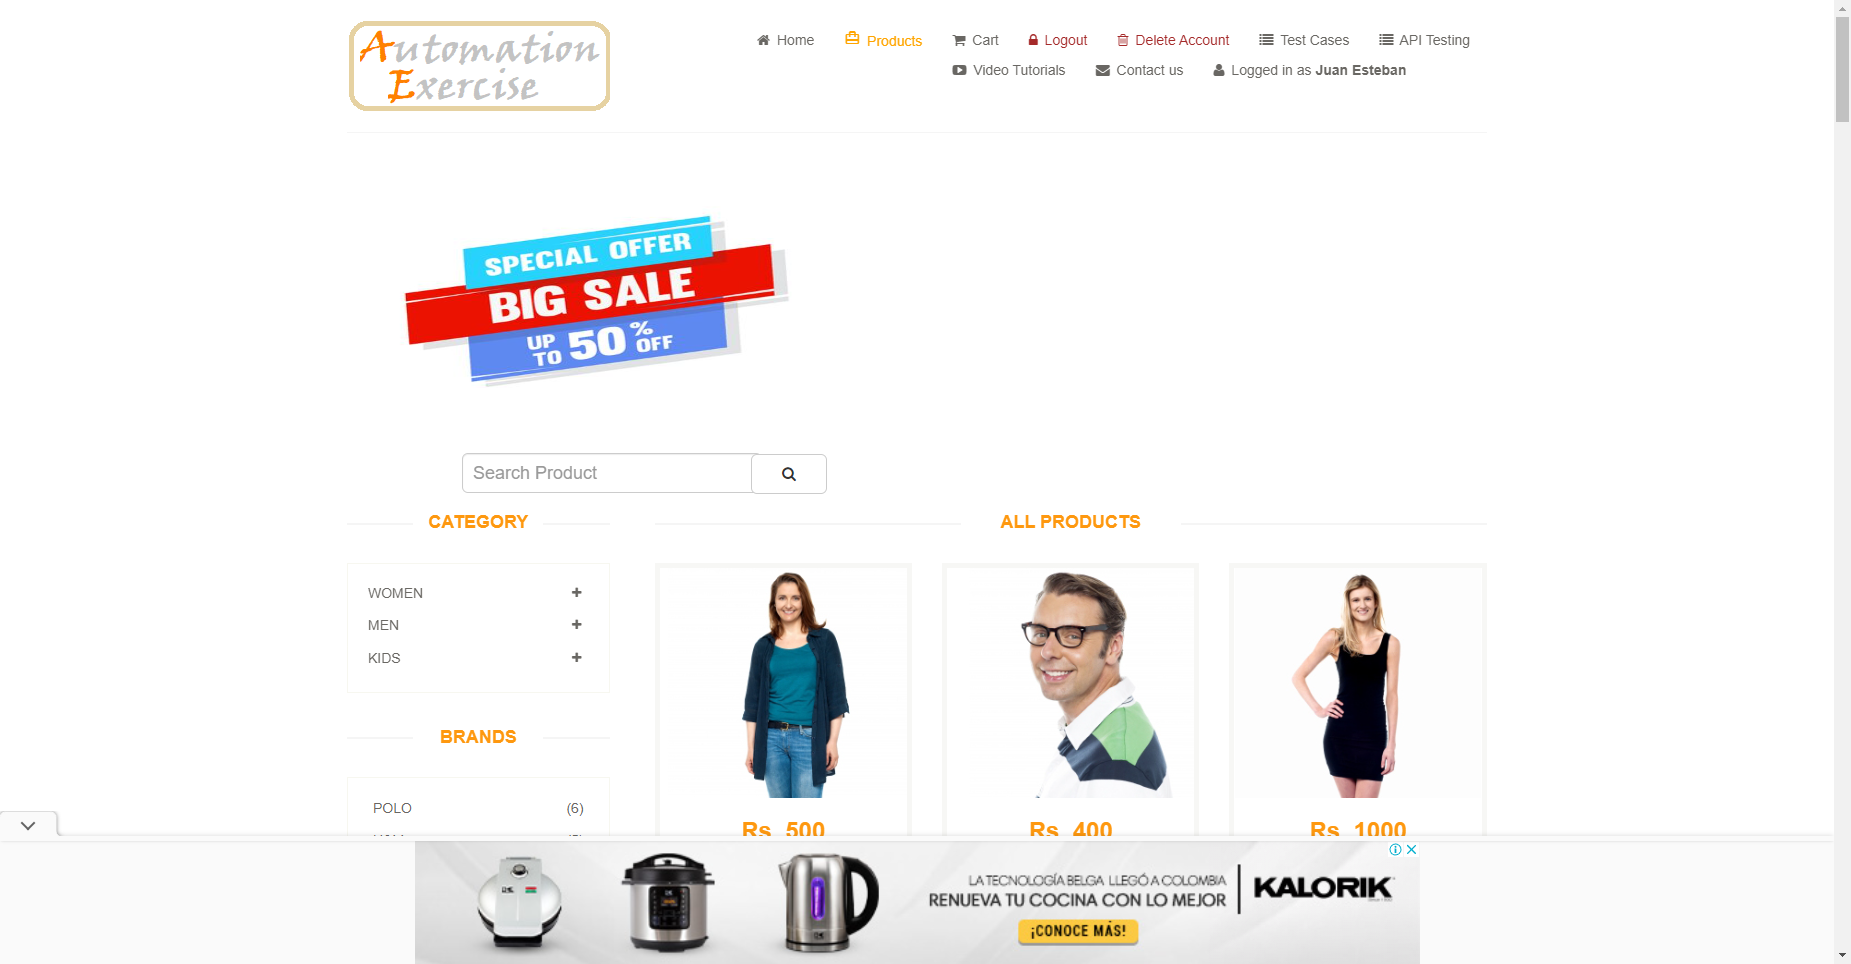 Automation
Exercise
Home
Products
Cart
Logout
Delete Account
Test Cases
API Testing
Video Tutorials
Contact us
Logged in as Juan Esteban
SPECIAL OFFER
BIG SALE
UP TO 50% OFF
Search Product
CATEGORY
ALL PRODUCTS
WOMEN
MEN
KIDS
BRANDS
POLO (6)
Rs. 500
Rs. 400
Rs. 1000
LA TECNOLOGÍA BELGA LLEGÓ A COLOMBIA
RENUEVA TU COCINA CON LO MEJOR
¡CONOCE MÁS!
KALORIK